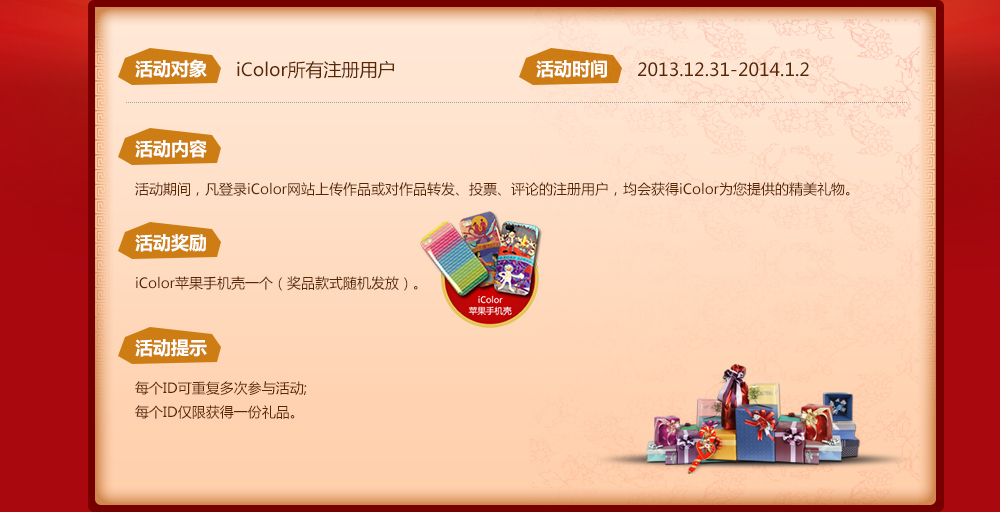 活动对象 iColor所有注册用户 活动时间 2013.12.31-2014.1.2
活动内容
活动期间，凡登录iColor网站上传作品或对作品转发、投票、评论的注册用户，均会获得iColor为您提供的精美礼物。
活动奖励
iColor苹果手机壳一个（奖品款式随机发放）。
iColor
苹果手机壳
活动提示
每个ID可重复多次参与活动;
每个ID仅限获得一份礼品。